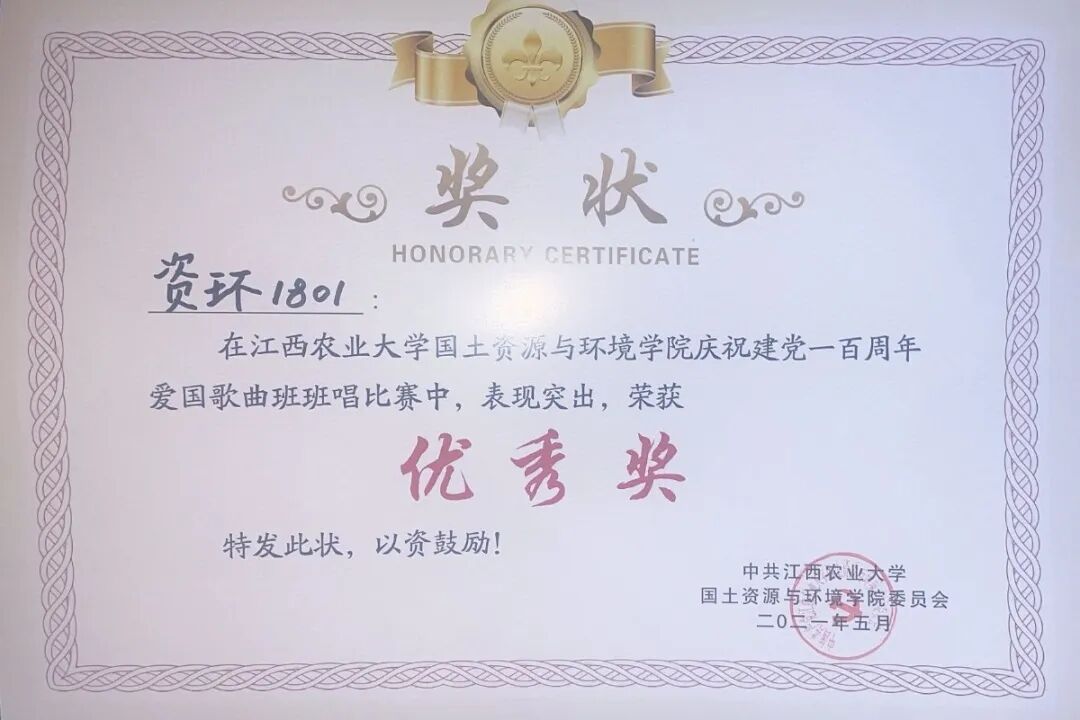 奖状
HONORARY CERTIFICATE
资环1801:
在江西农业大学国土资源与环境学院庆祝建党一百周年
爱国歌曲班班唱比赛中，表现突出，荣获
优秀奖
特发此状，以资鼓励！
中共江西农业大学
国土资源与环境学院委员会
二〇二一年五月